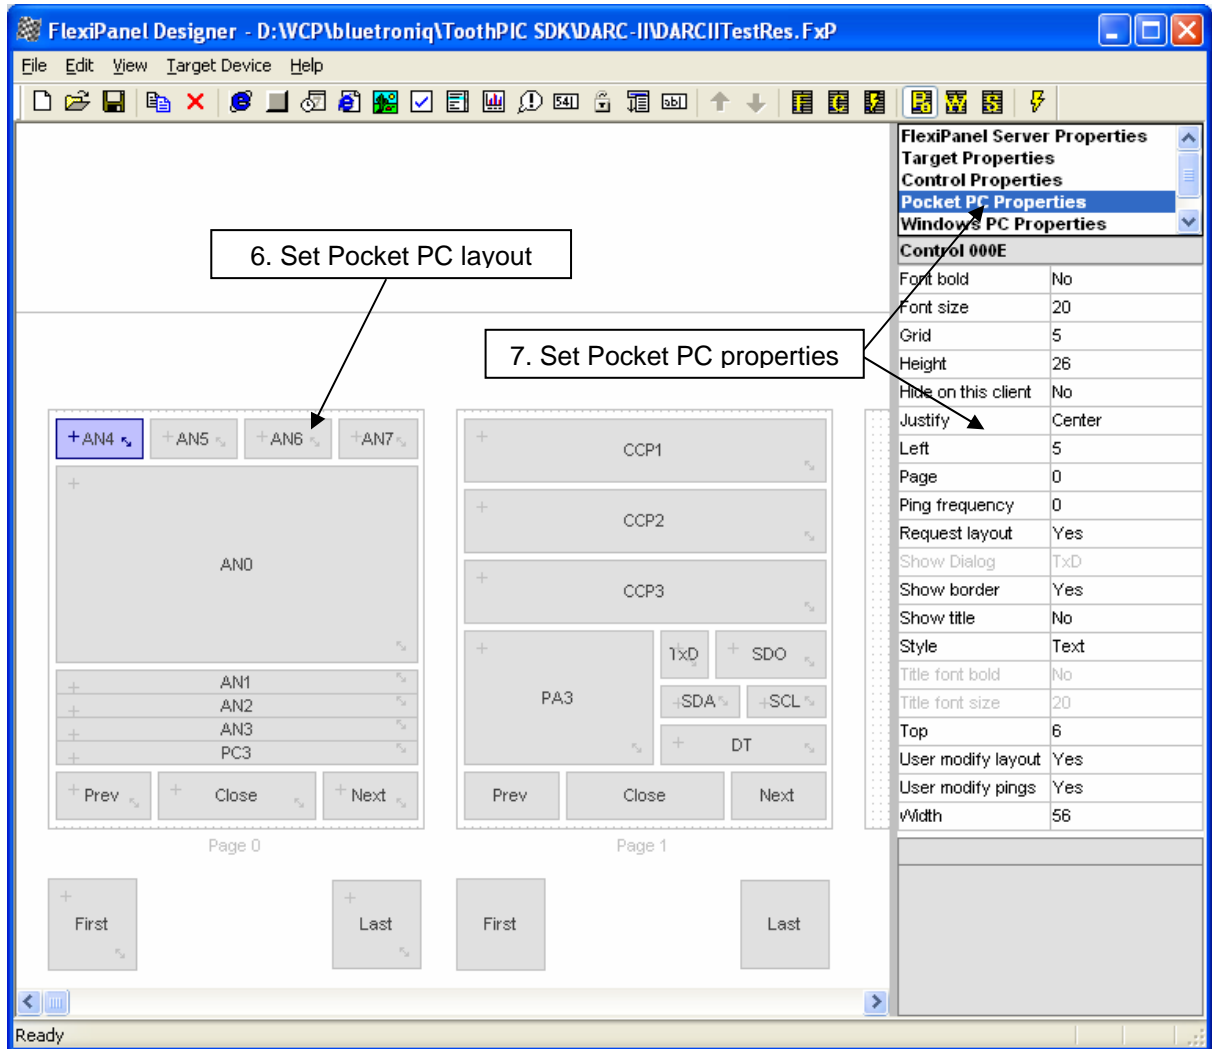 FlexiPanel Designer - D:\VCP\bluetroniq\ToothPIC SDK\DARC-II\DARCIITestRes.FxP
File Edit View Target Device Help
541
ab|
FlexiPanel Server Properties
Target Properties
Control Properties
Pocket PC Properties
Windows PC Properties
6. Set Pocket PC layout
Control 000E
Font bold No
Font size 20
Grid 5
7. Set Pocket PC properties
Height 26
Hide on this client No
Justify Center
Left 5
Page 0
Ping frequency 0
Request layout Yes
Show Dialog TxD
Show border Yes
Show title No
Style Text
Title font bold No
Title font size 20
Top 6
User modify layout Yes
User modify pings Yes
Width 56
AN4 AN5 AN6 AN7
AN0
AN1
AN2
AN3
PC3
Prev Close Next
Page 0
First Last
CCP1
CCP2
CCP3
PA3
TxD SDO
SDA SCL
DT
Prev Close Next
Page 1
First Last
Ready